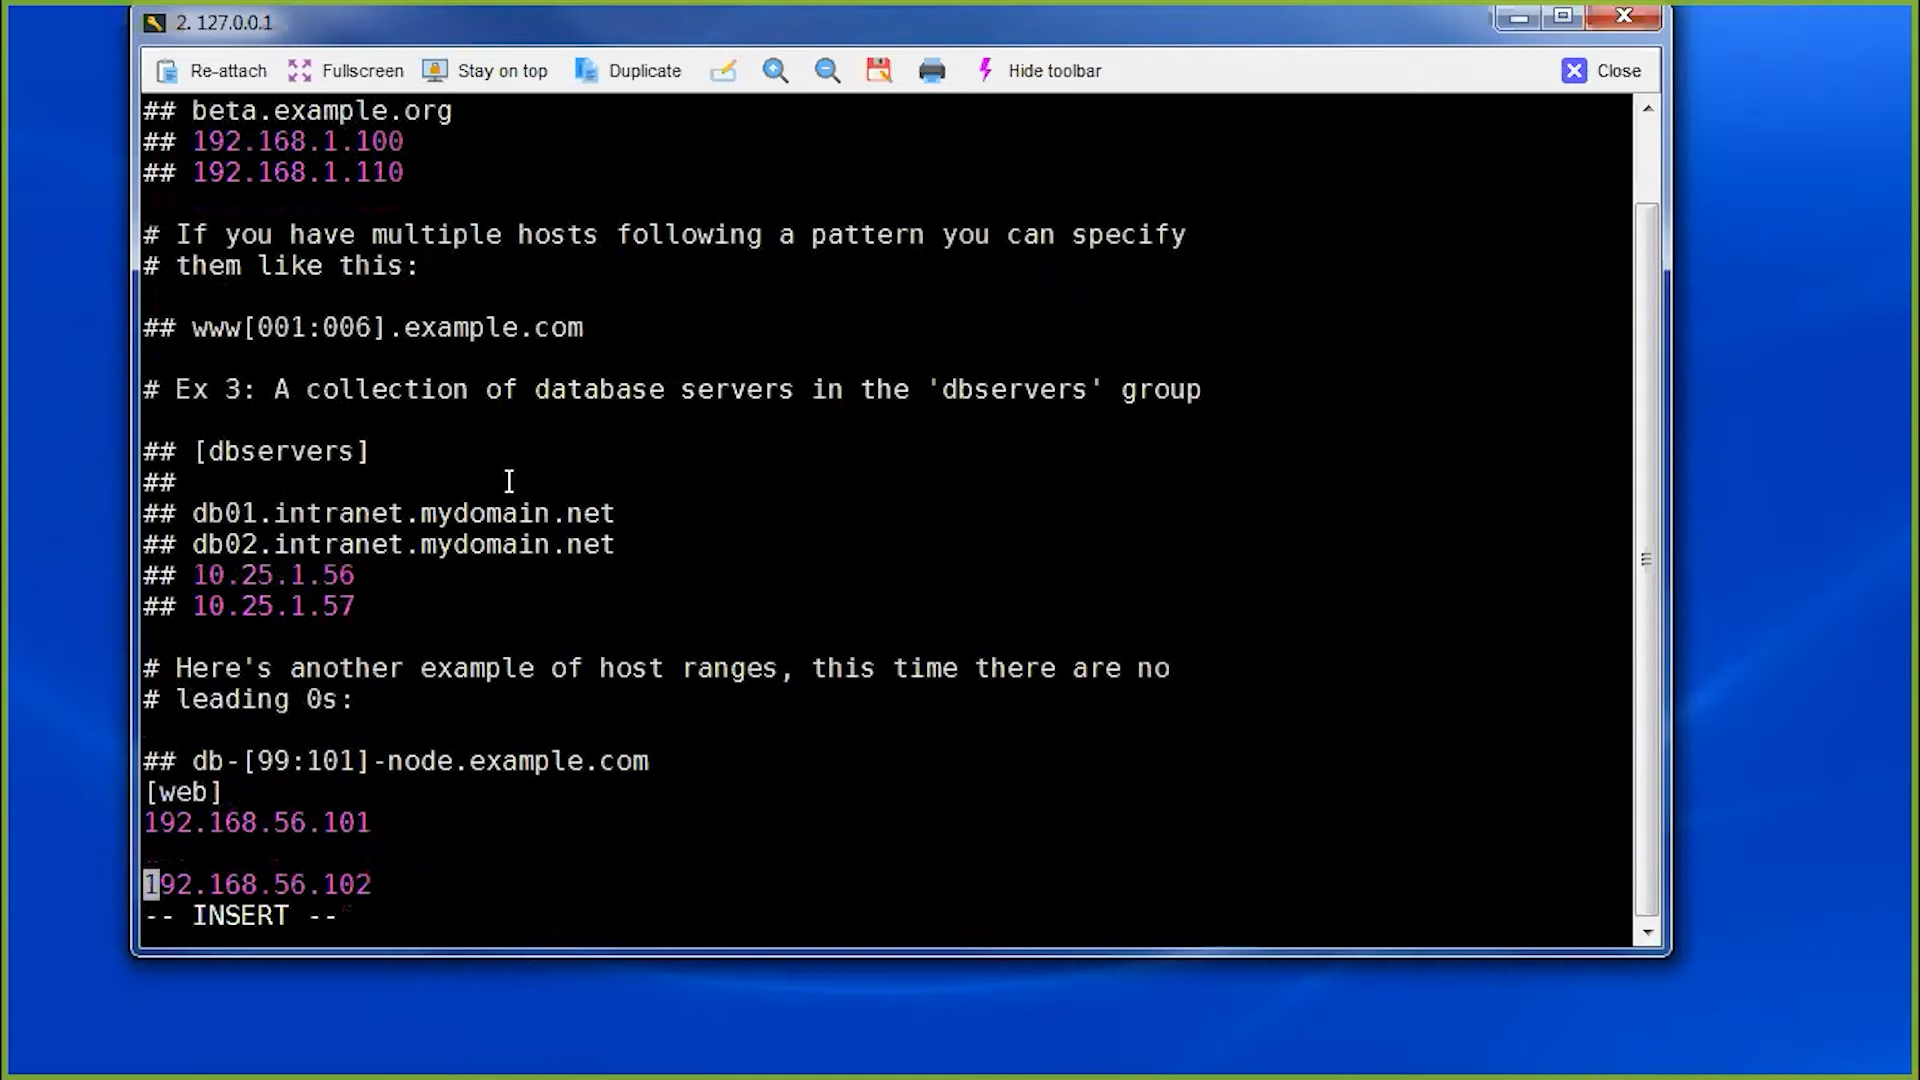 2. 127.0.0.1
Re-attach Fullscreen Stay on top Duplicate Hide toolbar Close
## beta.example.org
## 192.168.1.100
## 192.168.1.110
# If you have multiple hosts following a pattern you can specify
# them like this:
## www[001:006].example.com
# Ex 3: A collection of database servers in the 'dbservers' group
## [dbservers]
##
## db01.intranet.mydomain.net
## db02.intranet.mydomain.net
## 10.25.1.56
## 10.25.1.57
# Here's another example of host ranges, this time there are no
# leading 0s:
## db-[99:101]-node.example.com
[web]
192.168.56.101
192.168.56.102
-- INSERT --